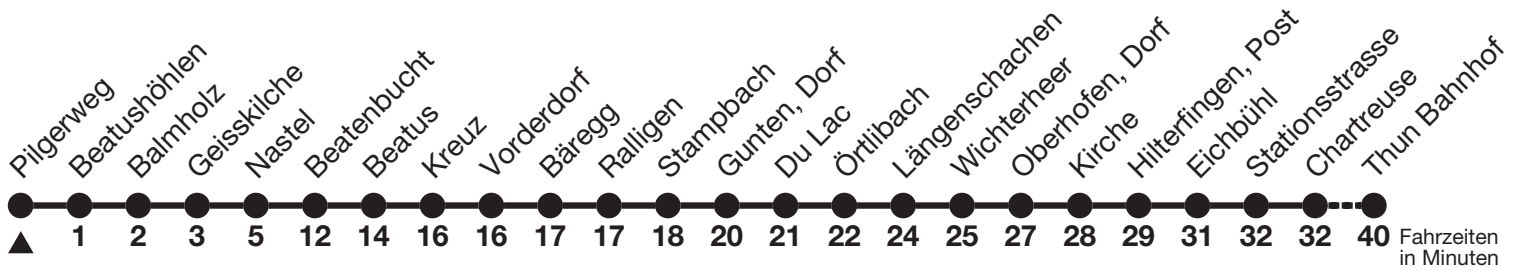 Pilgerweg
Beatushöhlen
Balmholz
Geisskilche
Nastel
Beatenbucht
Beatus
Kreuz
Vorderdorf
Bäregg
Ralligen
Stampbach
Gunten, Dorf
Du Lac
Örtlibach
Längenschachen
Wichterheer
Oberhofen, Dorf
Kirche
Hilterfingen, Post
Eichbühl
Stationsstrasse
Chartreuse
Thun Bahnhof
1 2 3 5 12 14 16 16 17 17 18 20 21 22 24 25 27 28 29 31 32 32 40 Fahrzeiten
in Minuten